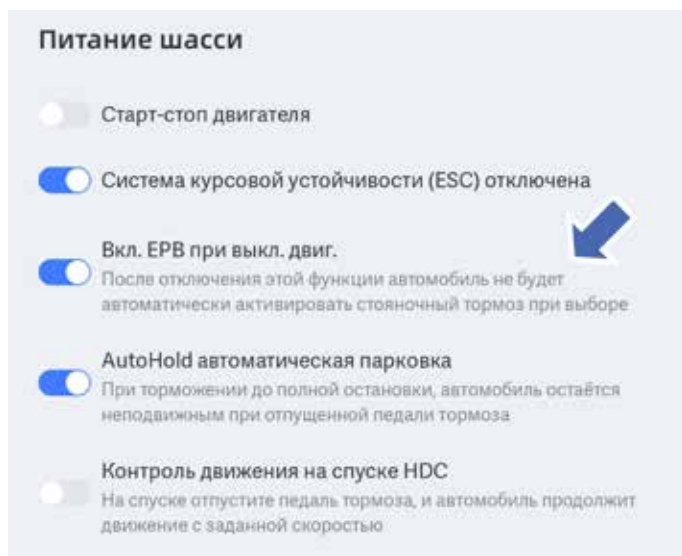 Питание шасси
Старт-стоп двигателя
Система курсовой устойчивости (ESC) отключена
Вкл. EPB при выкл. двиг.
После отключения этой функции автомобиль не будет
автоматически активировать стояночный тормоз при выборе
AutoHold автоматическая парковка
При торможении до полной остановки, автомобиль остаётся
неподвижным при отпущенной педали тормоза
Контроль движения на спуске HDC
На спуске отпустите педаль тормоза, и автомобиль продолжит
движение с заданной скоростью